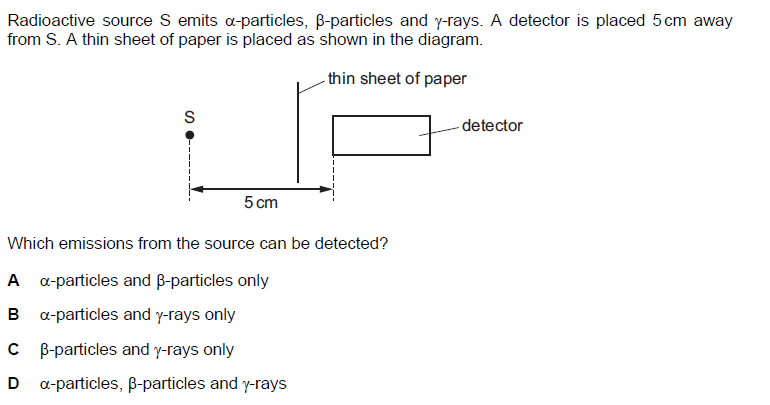 Radioactive source S emits α-particles, β-particles and γ-rays. A detector is placed 5 cm away
from S. A thin sheet of paper is placed as shown in the diagram.
thin sheet of paper
S
detector
5 cm
Which emissions from the source can be detected?
A α-particles and β-particles only
B α-particles and γ-rays only
C β-particles and γ-rays only
D α-particles, β-particles and γ-rays